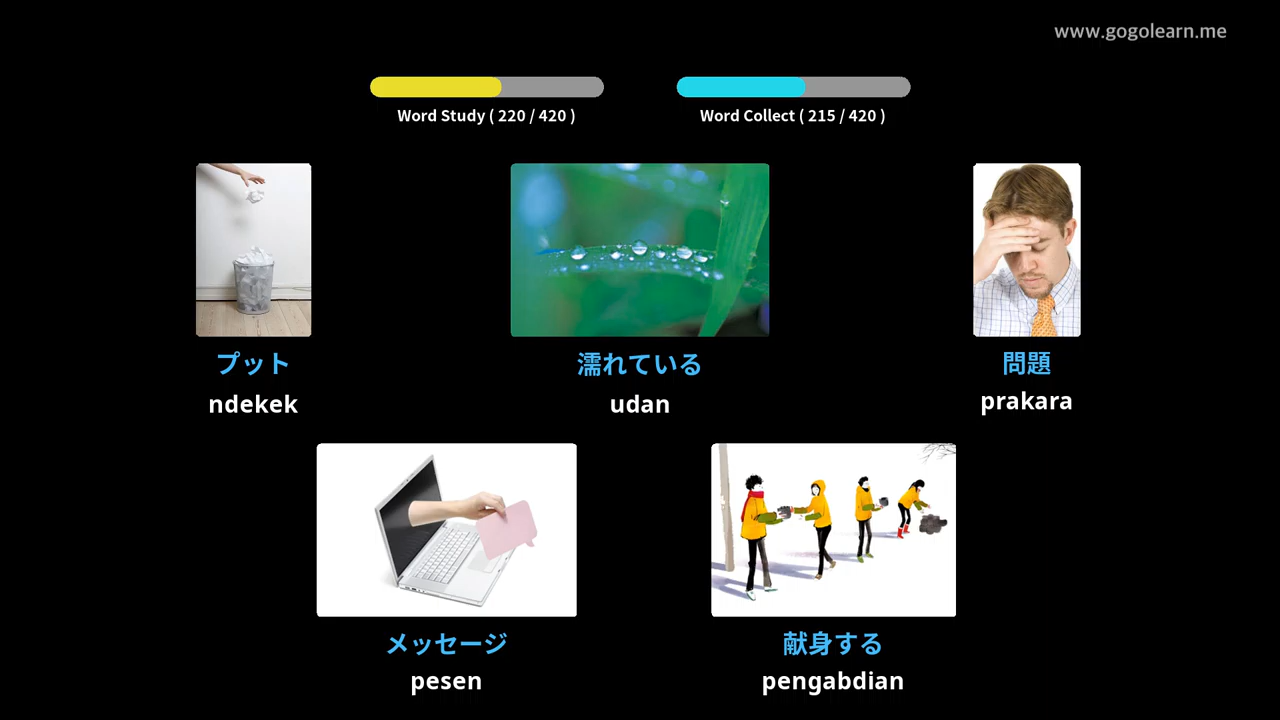 www.gogolearn.me
Word Study ( 220 / 420 )
Word Collect ( 215 / 420 )
プット
ndekek
濡れている
udan
問題
prakara
メッセージ
pesen
献身する
pengabdian